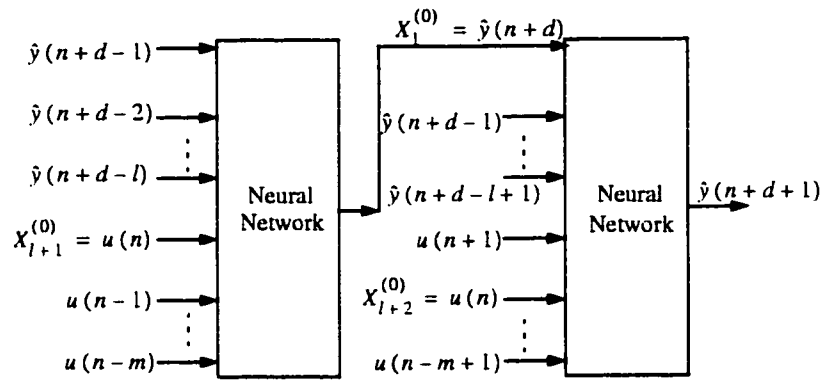 X_1^{(0)} = ŷ(n + d)
ŷ(n + d − 1)
ŷ(n + d − 2)
ŷ(n + d − l)
X_{l+1}^{(0)} = u(n)
u(n − 1)
u(n − m)
Neural
Network
ŷ(n + d − 1)
ŷ(n + d − l + 1)
u(n + 1)
X_{l+2}^{(0)} = u(n)
u(n − m + 1)
Neural
Network
ŷ(n + d + 1)